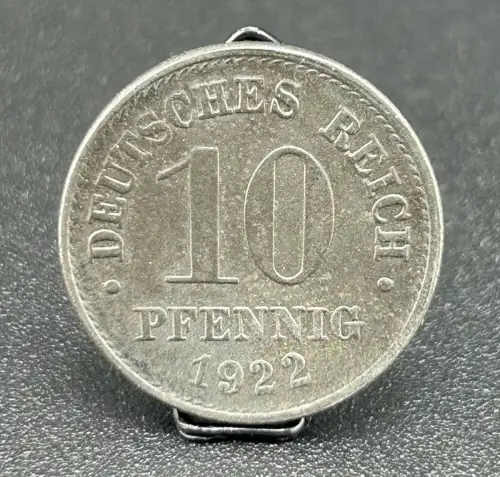 · DEUTSCHES REICH ·
10
PFENNIG
1922